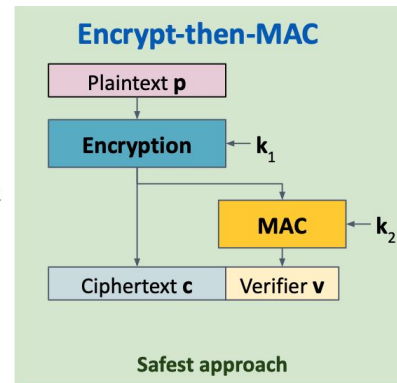 Encrypt-then-MAC
Plaintext p
Encryption
k1
MAC
k2
Ciphertext c
Verifier v
Safest approach